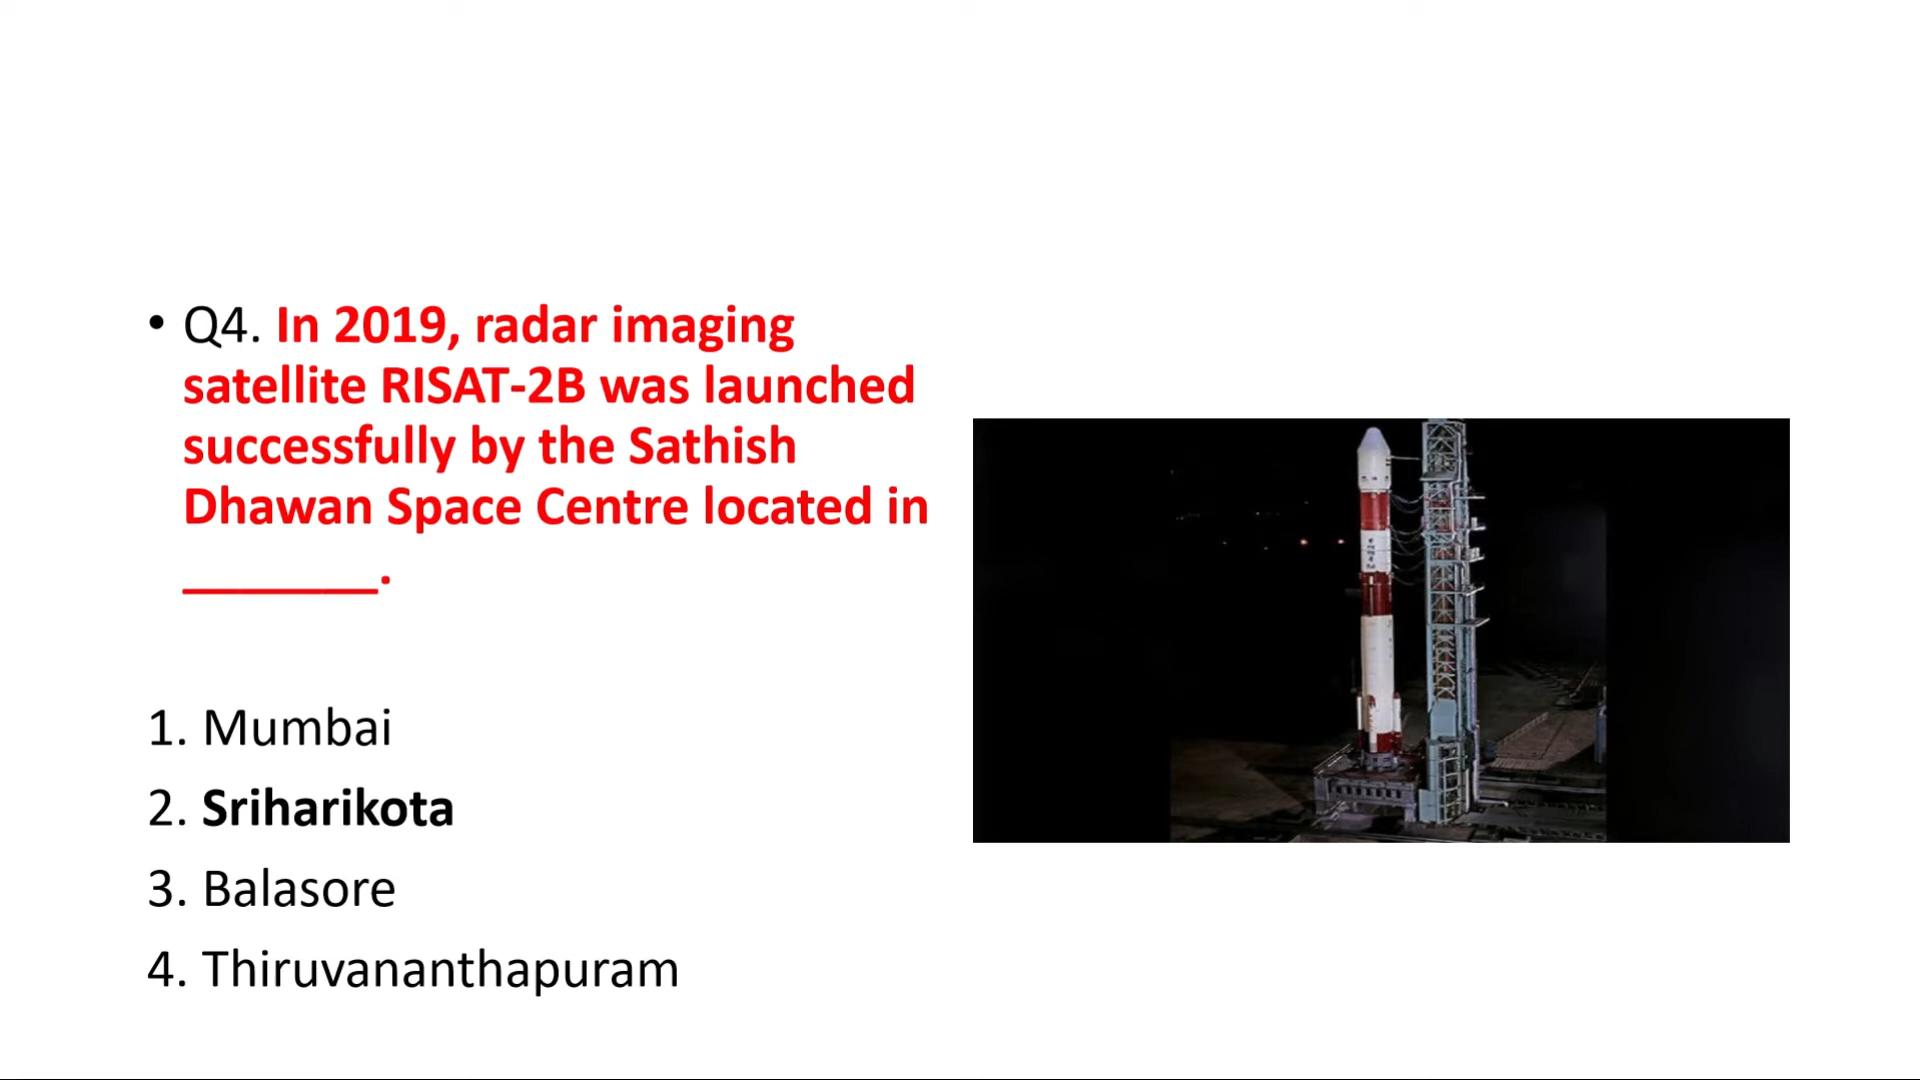 • Q4. In 2019, radar imaging
satellite RISAT-2B was launched
successfully by the Sathish
Dhawan Space Centre located in
________.
1. Mumbai
2. Sriharikota
3. Balasore
4. Thiruvananthapuram